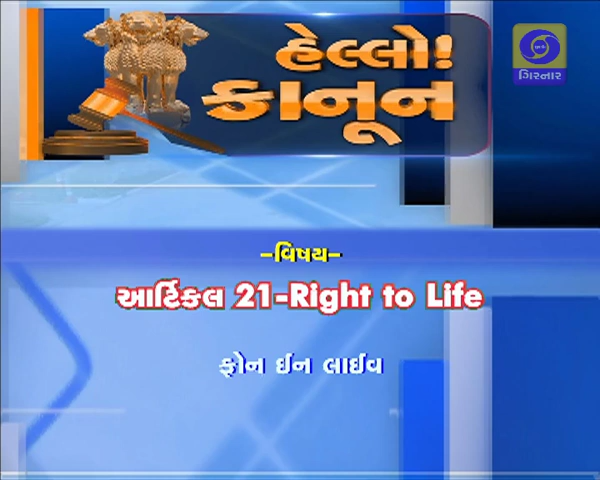 હેલ્લો!
કાનૂન
ગિરનાર
–વિષય–
આર્ટિકલ 21-Right to Life
ફોન ઈન લાઈવ